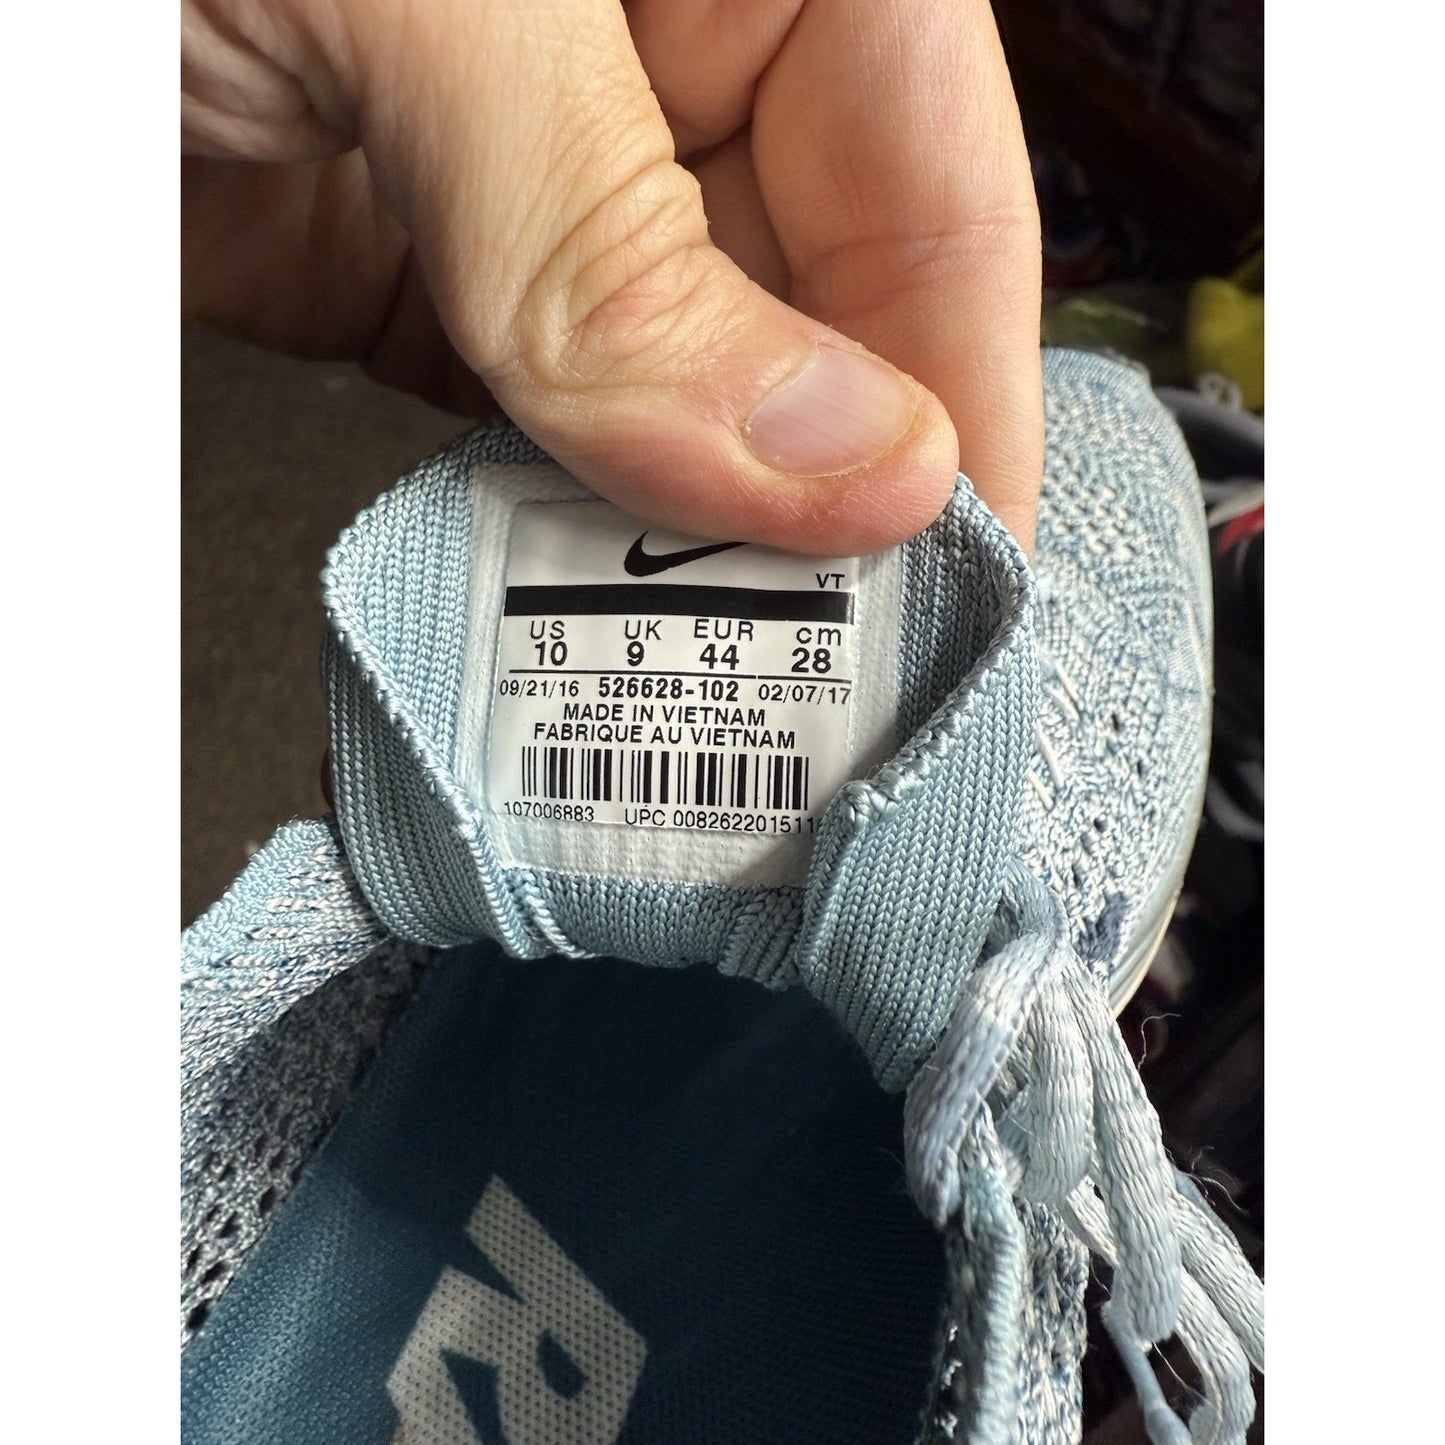 VT
US UK EUR cm
10 9 44 28
09/21/16 526628-102 02/07/17
MADE IN VIETNAM
FABRIQUE AU VIETNAM
107006883 UPC 00826220151